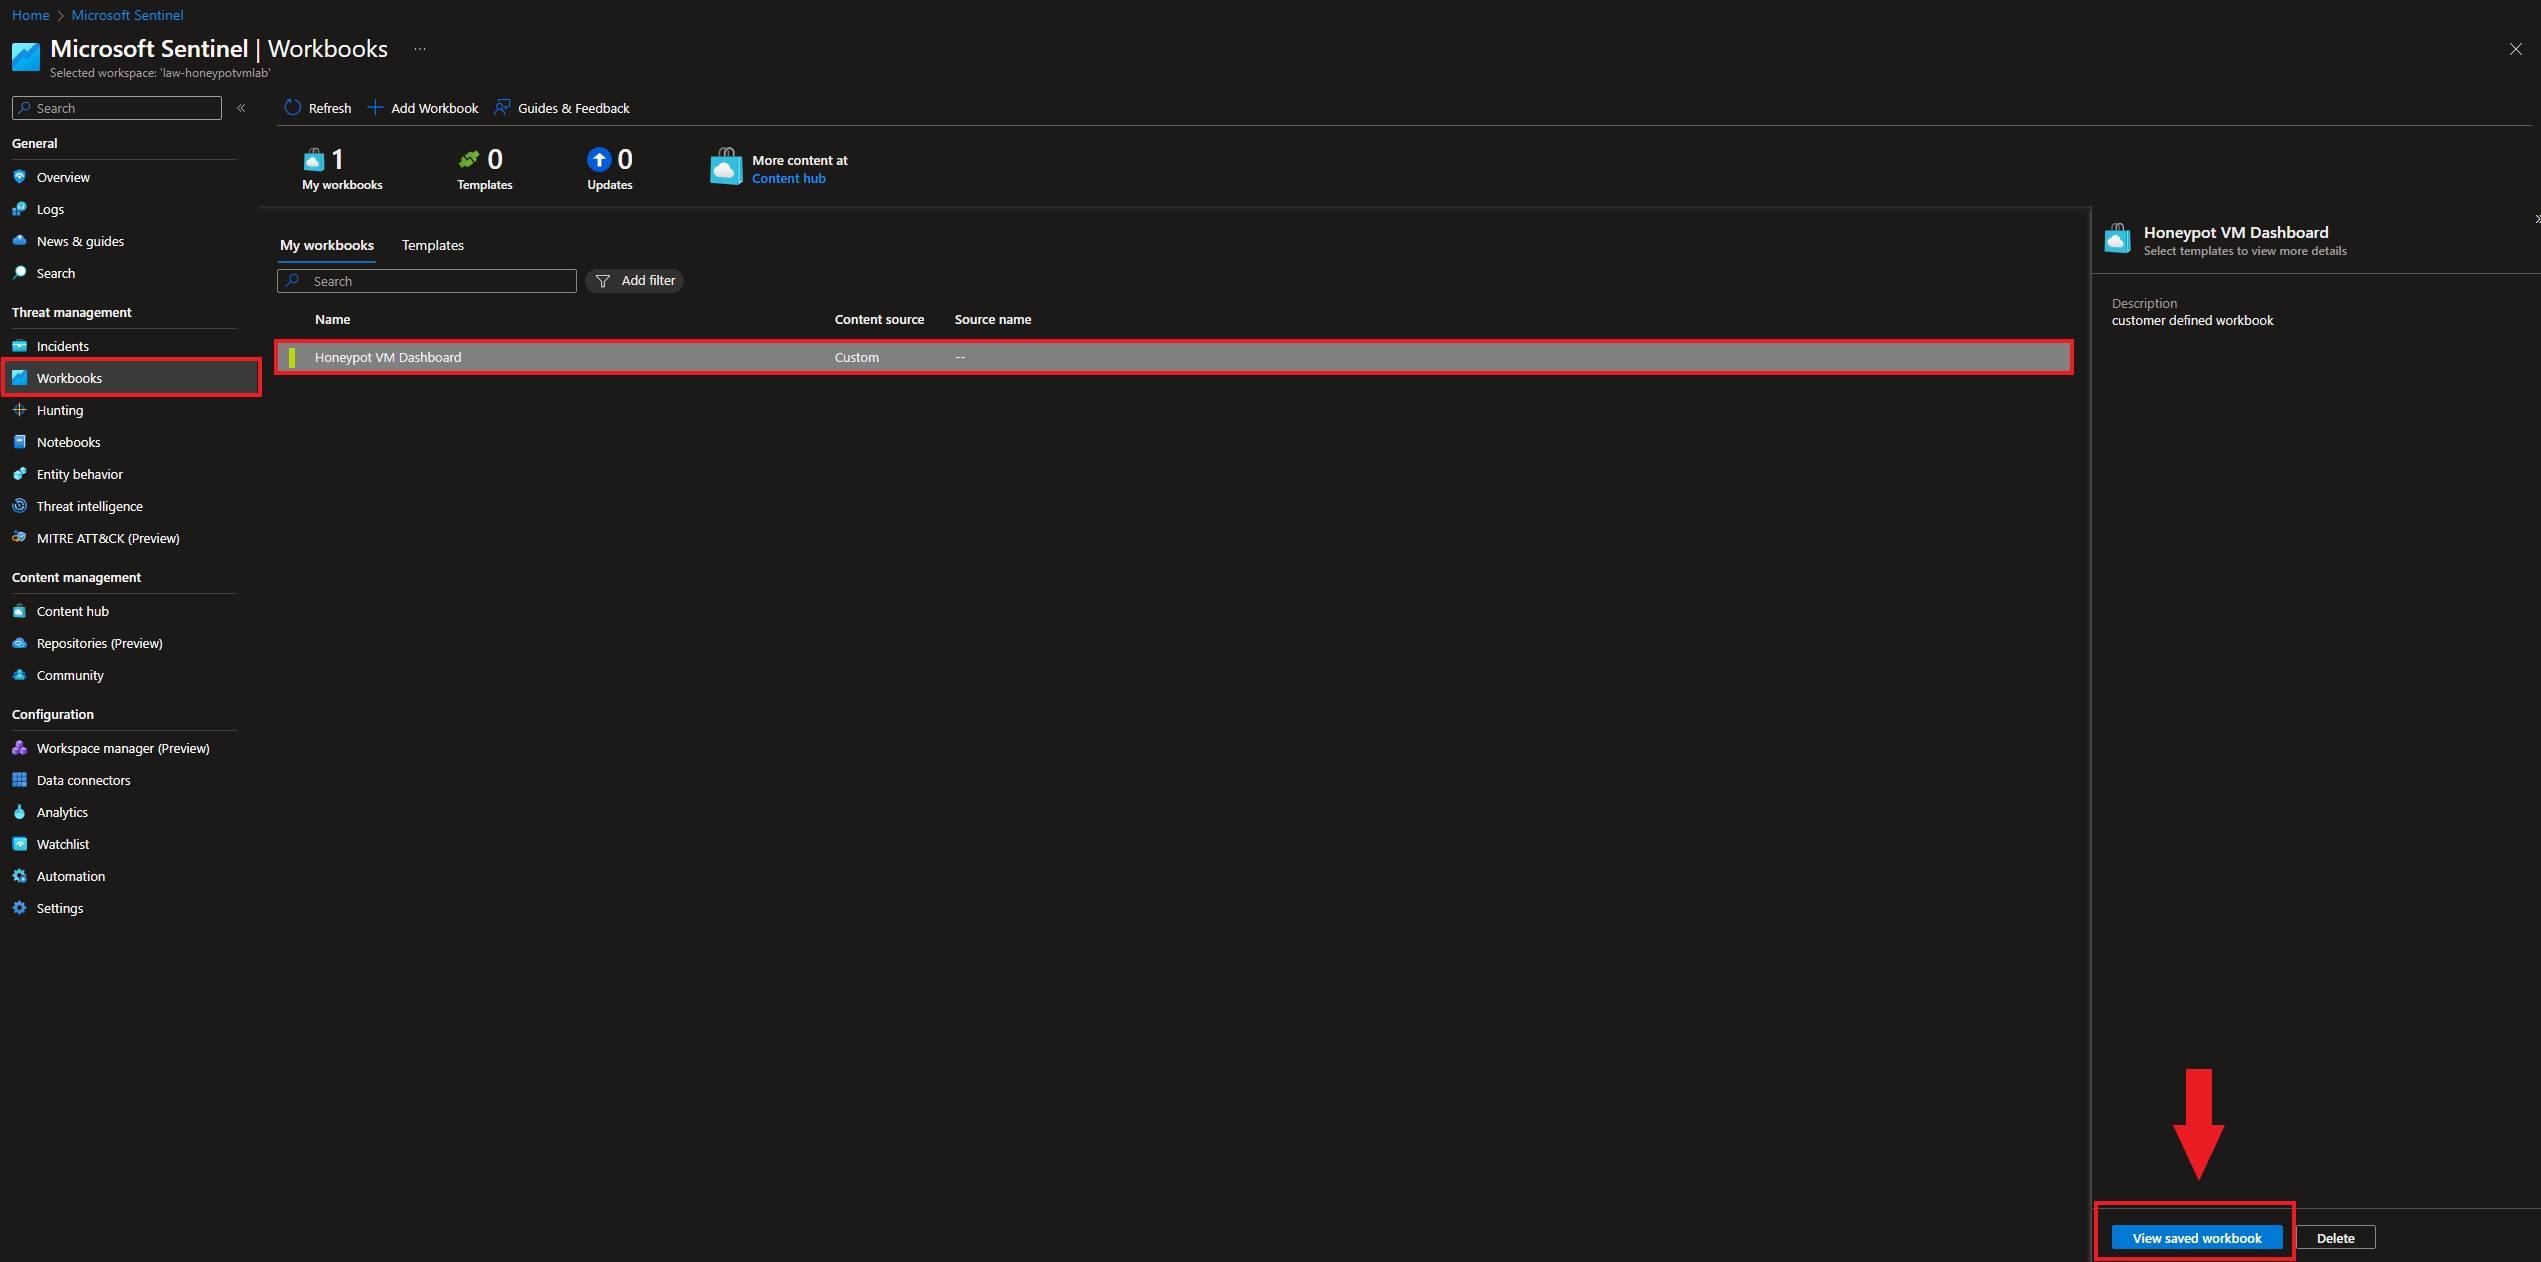 Home > Microsoft Sentinel
Microsoft Sentinel | Workbooks ...
Selected workspace: 'law-honeypotvmlab'
Search
General
Overview
Logs
News & guides
Search
Threat management
Incidents
Workbooks
Hunting
Notebooks
Entity behavior
Threat intelligence
MITRE ATT&CK (Preview)
Content management
Content hub
Repositories (Preview)
Community
Configuration
Workspace manager (Preview)
Data connectors
Analytics
Watchlist
Automation
Settings
Refresh Add Workbook Guides & Feedback
1
My workbooks
0
Templates
0
Updates
More content at
Content hub
My workbooks Templates
Search Add filter
Name Content source Source name
Honeypot VM Dashboard Custom --
Honeypot VM Dashboard
Select templates to view more details
Description
customer defined workbook
View saved workbook Delete